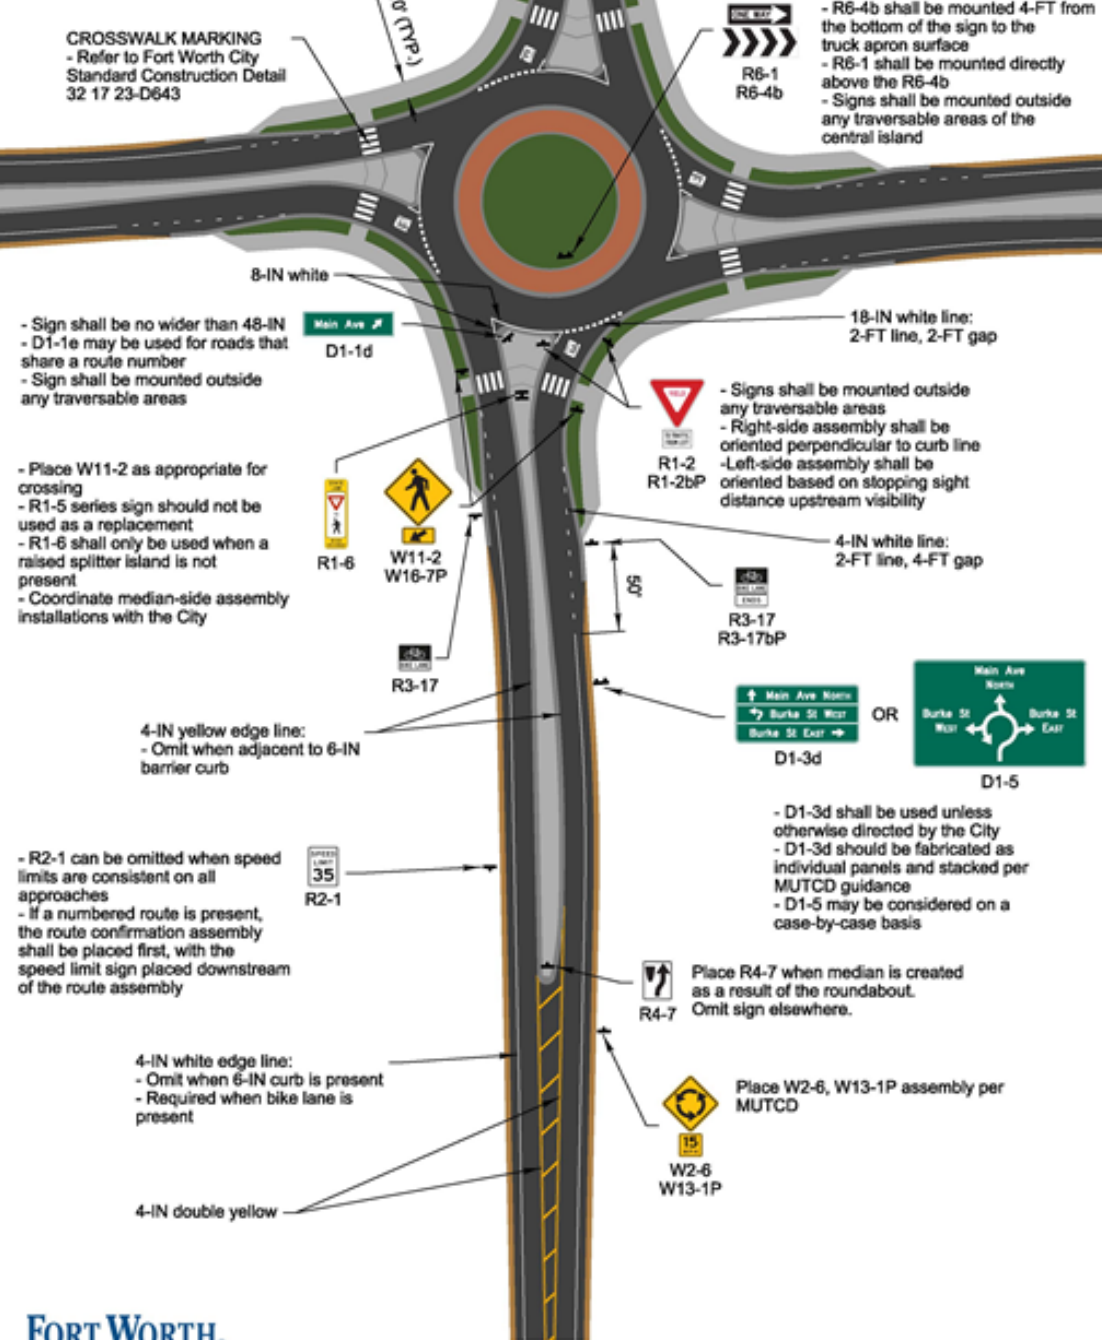 0' (TYP.)
CROSSWALK MARKING
- Refer to Fort Worth City
Standard Construction Detail
32 17 23-D643
ONE WAY
R6-1
R6-4b
- R6-4b shall be mounted 4-FT from
the bottom of the sign to the
truck apron surface
- R6-1 shall be mounted directly
above the R6-4b
- Signs shall be mounted outside
any traversable areas of the
central island
8-IN white
- Sign shall be no wider than 48-IN
- D1-1e may be used for roads that
share a route number
- Sign shall be mounted outside
any traversable areas
Main Ave
D1-1d
18-IN white line:
2-FT line, 2-FT gap
YIELD
R1-2
R1-2bP
- Signs shall be mounted outside
any traversable areas
- Right-side assembly shall be
oriented perpendicular to curb line
-Left-side assembly shall be
oriented based on stopping sight
distance upstream visibility
- Place W11-2 as appropriate for
crossing
- R1-5 series sign should not be
used as a replacement
- R1-6 shall only be used when a
raised splitter island is not
present
- Coordinate median-side assembly
installations with the City
R1-6
W11-2
W16-7P
4-IN white line:
2-FT line, 4-FT gap
50'
BIKE LANE
ENDS
R3-17
R3-17bP
BIKE LANE
R3-17
4-IN yellow edge line:
- Omit when adjacent to 6-IN
barrier curb
Main Ave North
Burke St West
Burke St East
D1-3d
OR
Main Ave
North
Burke St
West
Burke St
East
D1-5
- D1-3d shall be used unless
otherwise directed by the City
- D1-3d should be fabricated as
individual panels and stacked per
MUTCD guidance
- D1-5 may be considered on a
case-by-case basis
- R2-1 can be omitted when speed
limits are consistent on all
approaches
- If a numbered route is present,
the route confirmation assembly
shall be placed first, with the
speed limit sign placed downstream
of the route assembly
SPEED
LIMIT
35
R2-1
R4-7
Place R4-7 when median is created
as a result of the roundabout.
Omit sign elsewhere.
4-IN white edge line:
- Omit when 6-IN curb is present
- Required when bike lane is
present
15
W2-6
W13-1P
Place W2-6, W13-1P assembly per
MUTCD
4-IN double yellow
FORT WORTH